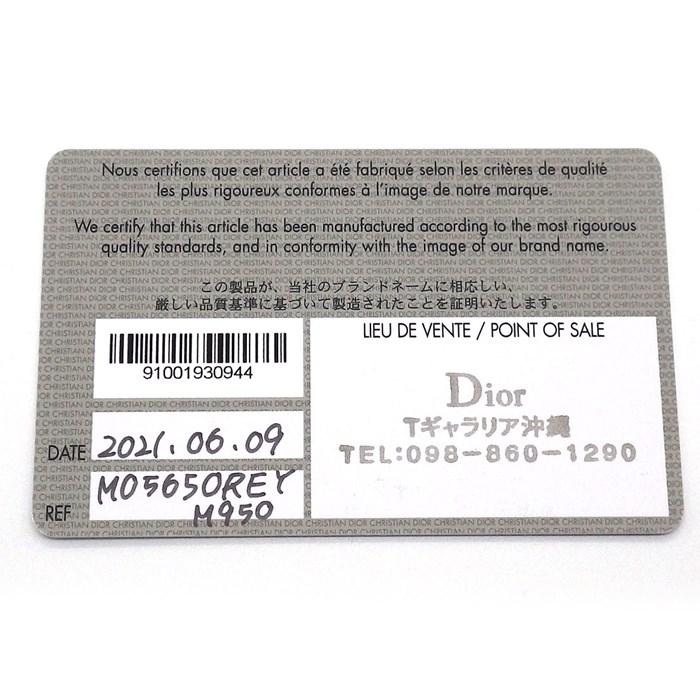 Nous certifions que cet article a été fabriqué selon les critères de qualité
les plus rigoureux conformes à l'image de notre marque.
We certify that this article has been manufactured according to the most rigourous
quality standards, and in conformity with the image of our brand name.
この製品が、当社のブランドネームに相応しい、
厳しい品質基準に基づいて製造されたことを証明いたします。
91001930944
DATE 2021.06.09
REF M05650REY
M950
LIEU DE VENTE / POINT OF SALE
Dior
Tギャラリア沖縄
TEL:098-860-1290